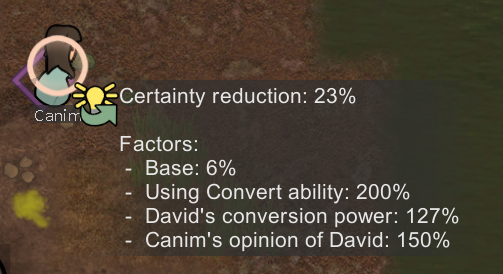 Certainty reduction: 23%
Factors:
- Base: 6%
- Using Convert ability: 200%
- David's conversion power: 127%
- Canim's opinion of David: 150%
Canim